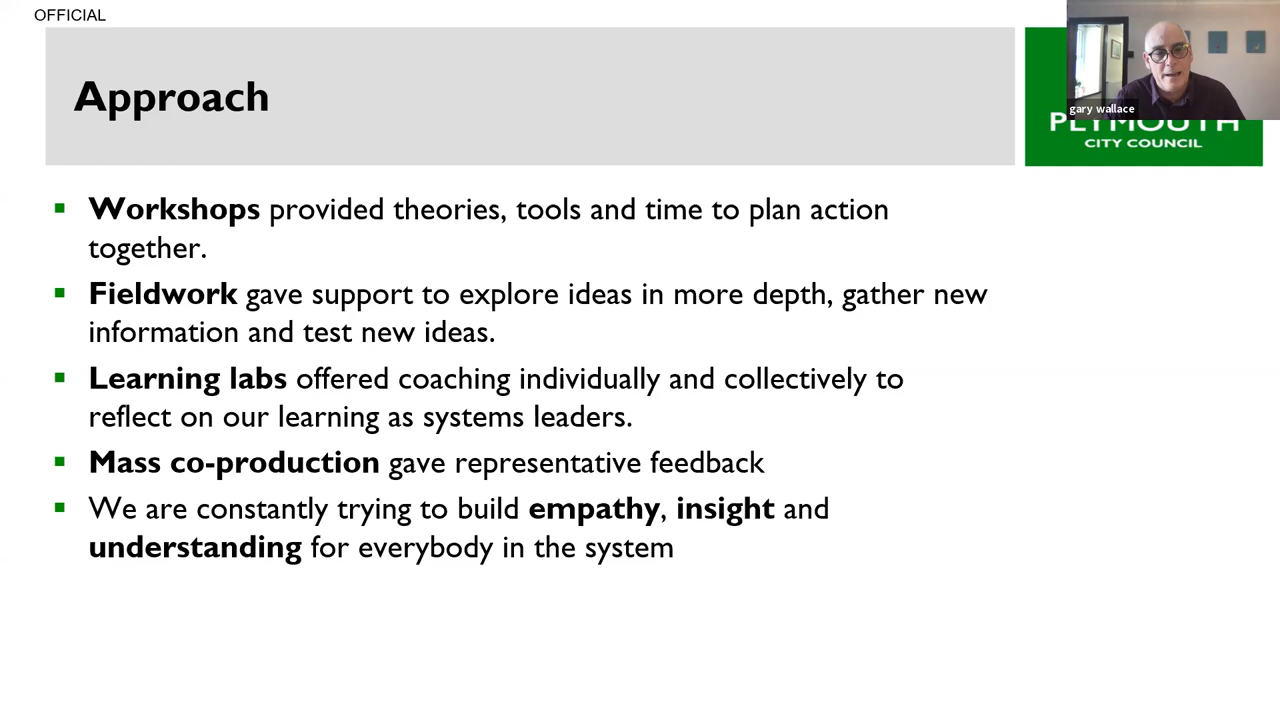 OFFICIAL
Approach
gary wallace
PLYMOUTH
CITY COUNCIL
▪ Workshops provided theories, tools and time to plan action
together.
▪ Fieldwork gave support to explore ideas in more depth, gather new
information and test new ideas.
▪ Learning labs offered coaching individually and collectively to
reflect on our learning as systems leaders.
▪ Mass co-production gave representative feedback
▪ We are constantly trying to build empathy, insight and
understanding for everybody in the system